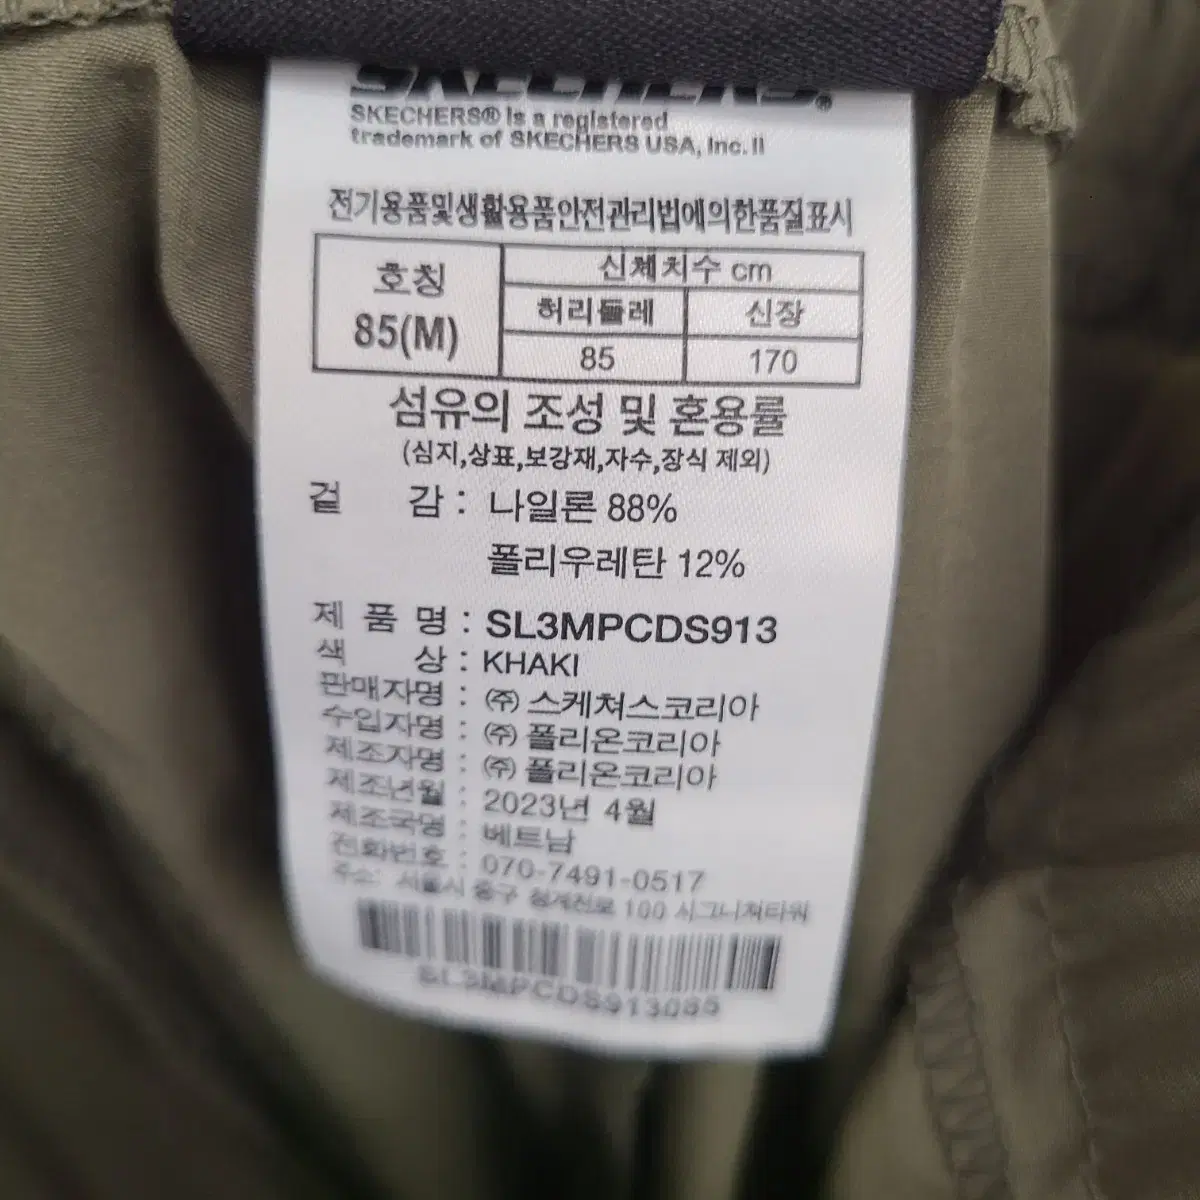 SKECHERS®
SKECHERS® is a registered
trademark of SKECHERS USA, Inc. II
전기용품및생활용품안전관리법에의한품질표시
호칭 신체치수 cm
85(M) 허리둘레 신장
85 170
섬유의 조성 및 혼용률
(심지,상표,보강재,자수,장식 제외)
겉 감 : 나일론 88%
폴리우레탄 12%
제 품 명 : SL3MPCDS913
색 상 : KHAKI
판매자명 : ㈜ 스케쳐스코리아
수입자명 : ㈜ 폴리온코리아
제조자명 : ㈜ 폴리온코리아
제조년월 : 2023년 4월
제조국명 : 베트남
전화번호 : 070-7491-0517
주소: 서울시 중구 청계천로 100 시그니쳐타워
SL3MPCDS913085